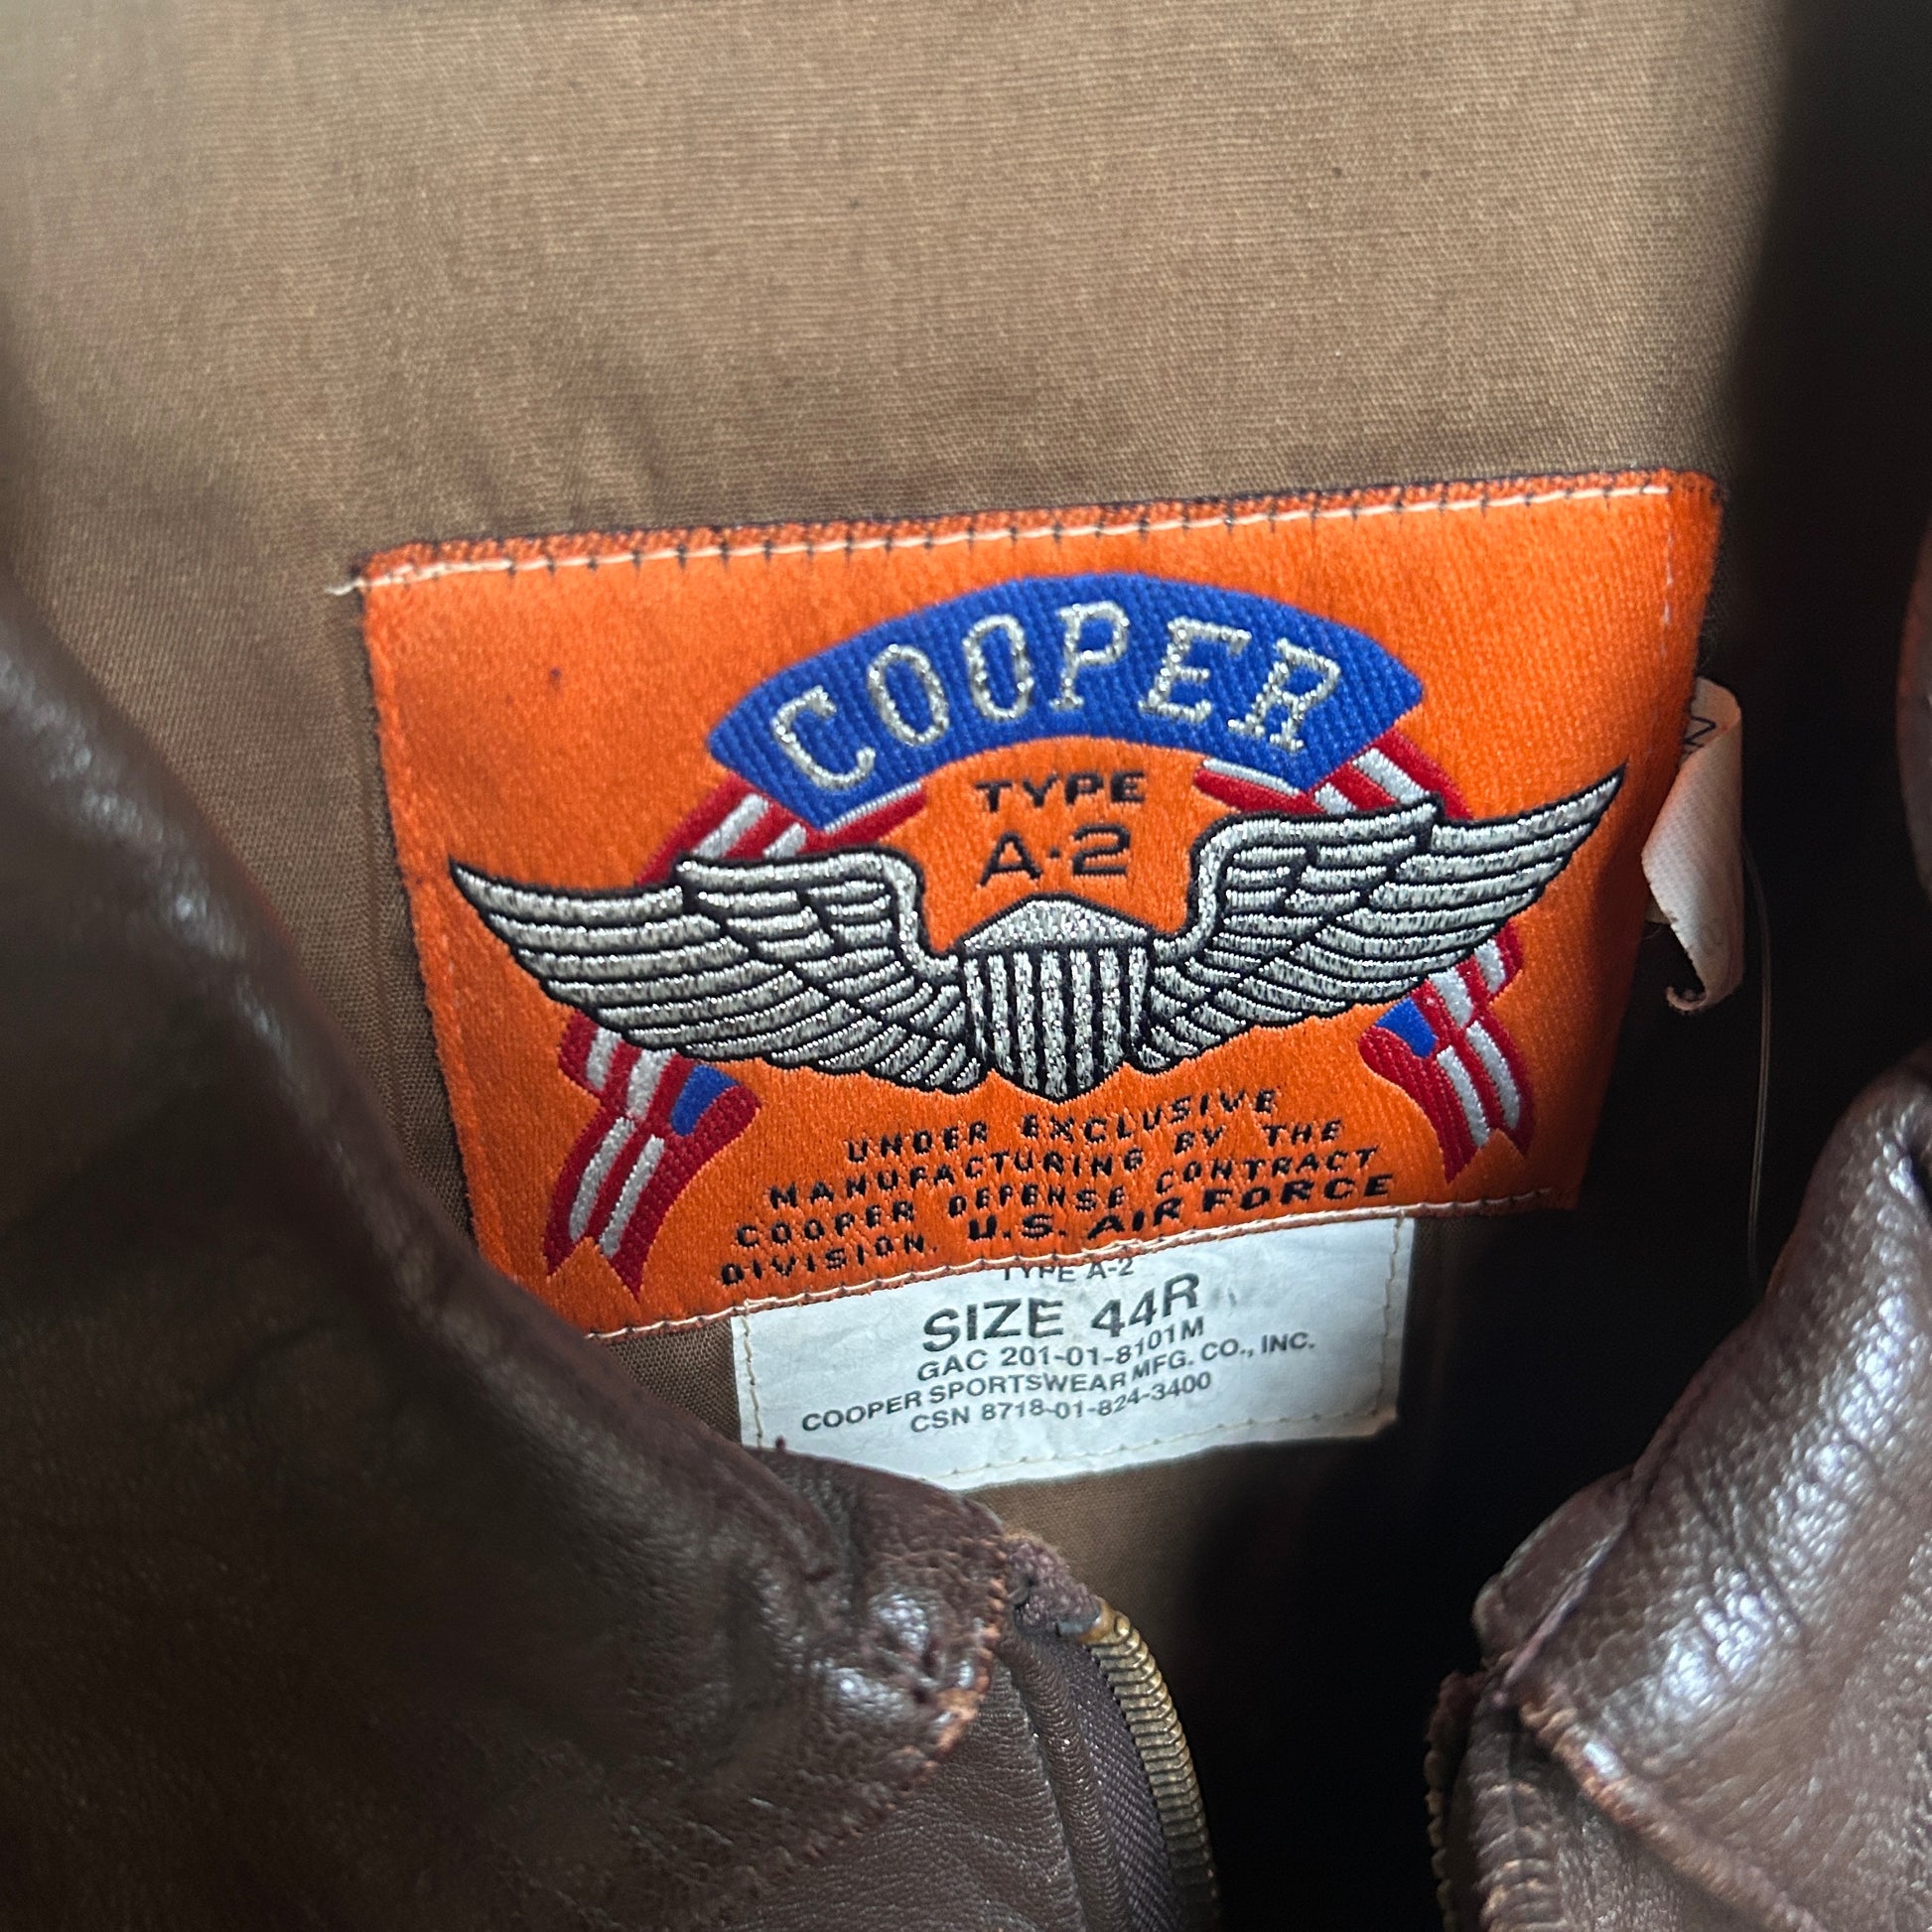 COOPER
TYPE
A·2
UNDER EXCLUSIVE
MANUFACTURING BY THE
COOPER DEFENSE CONTRACT
DIVISION. U.S. AIR FORCE
TYPE A-2
SIZE 44R
GAC 201-01-8101M
COOPER SPORTSWEAR MFG. CO., INC.
CSN 8718-01-824-3400